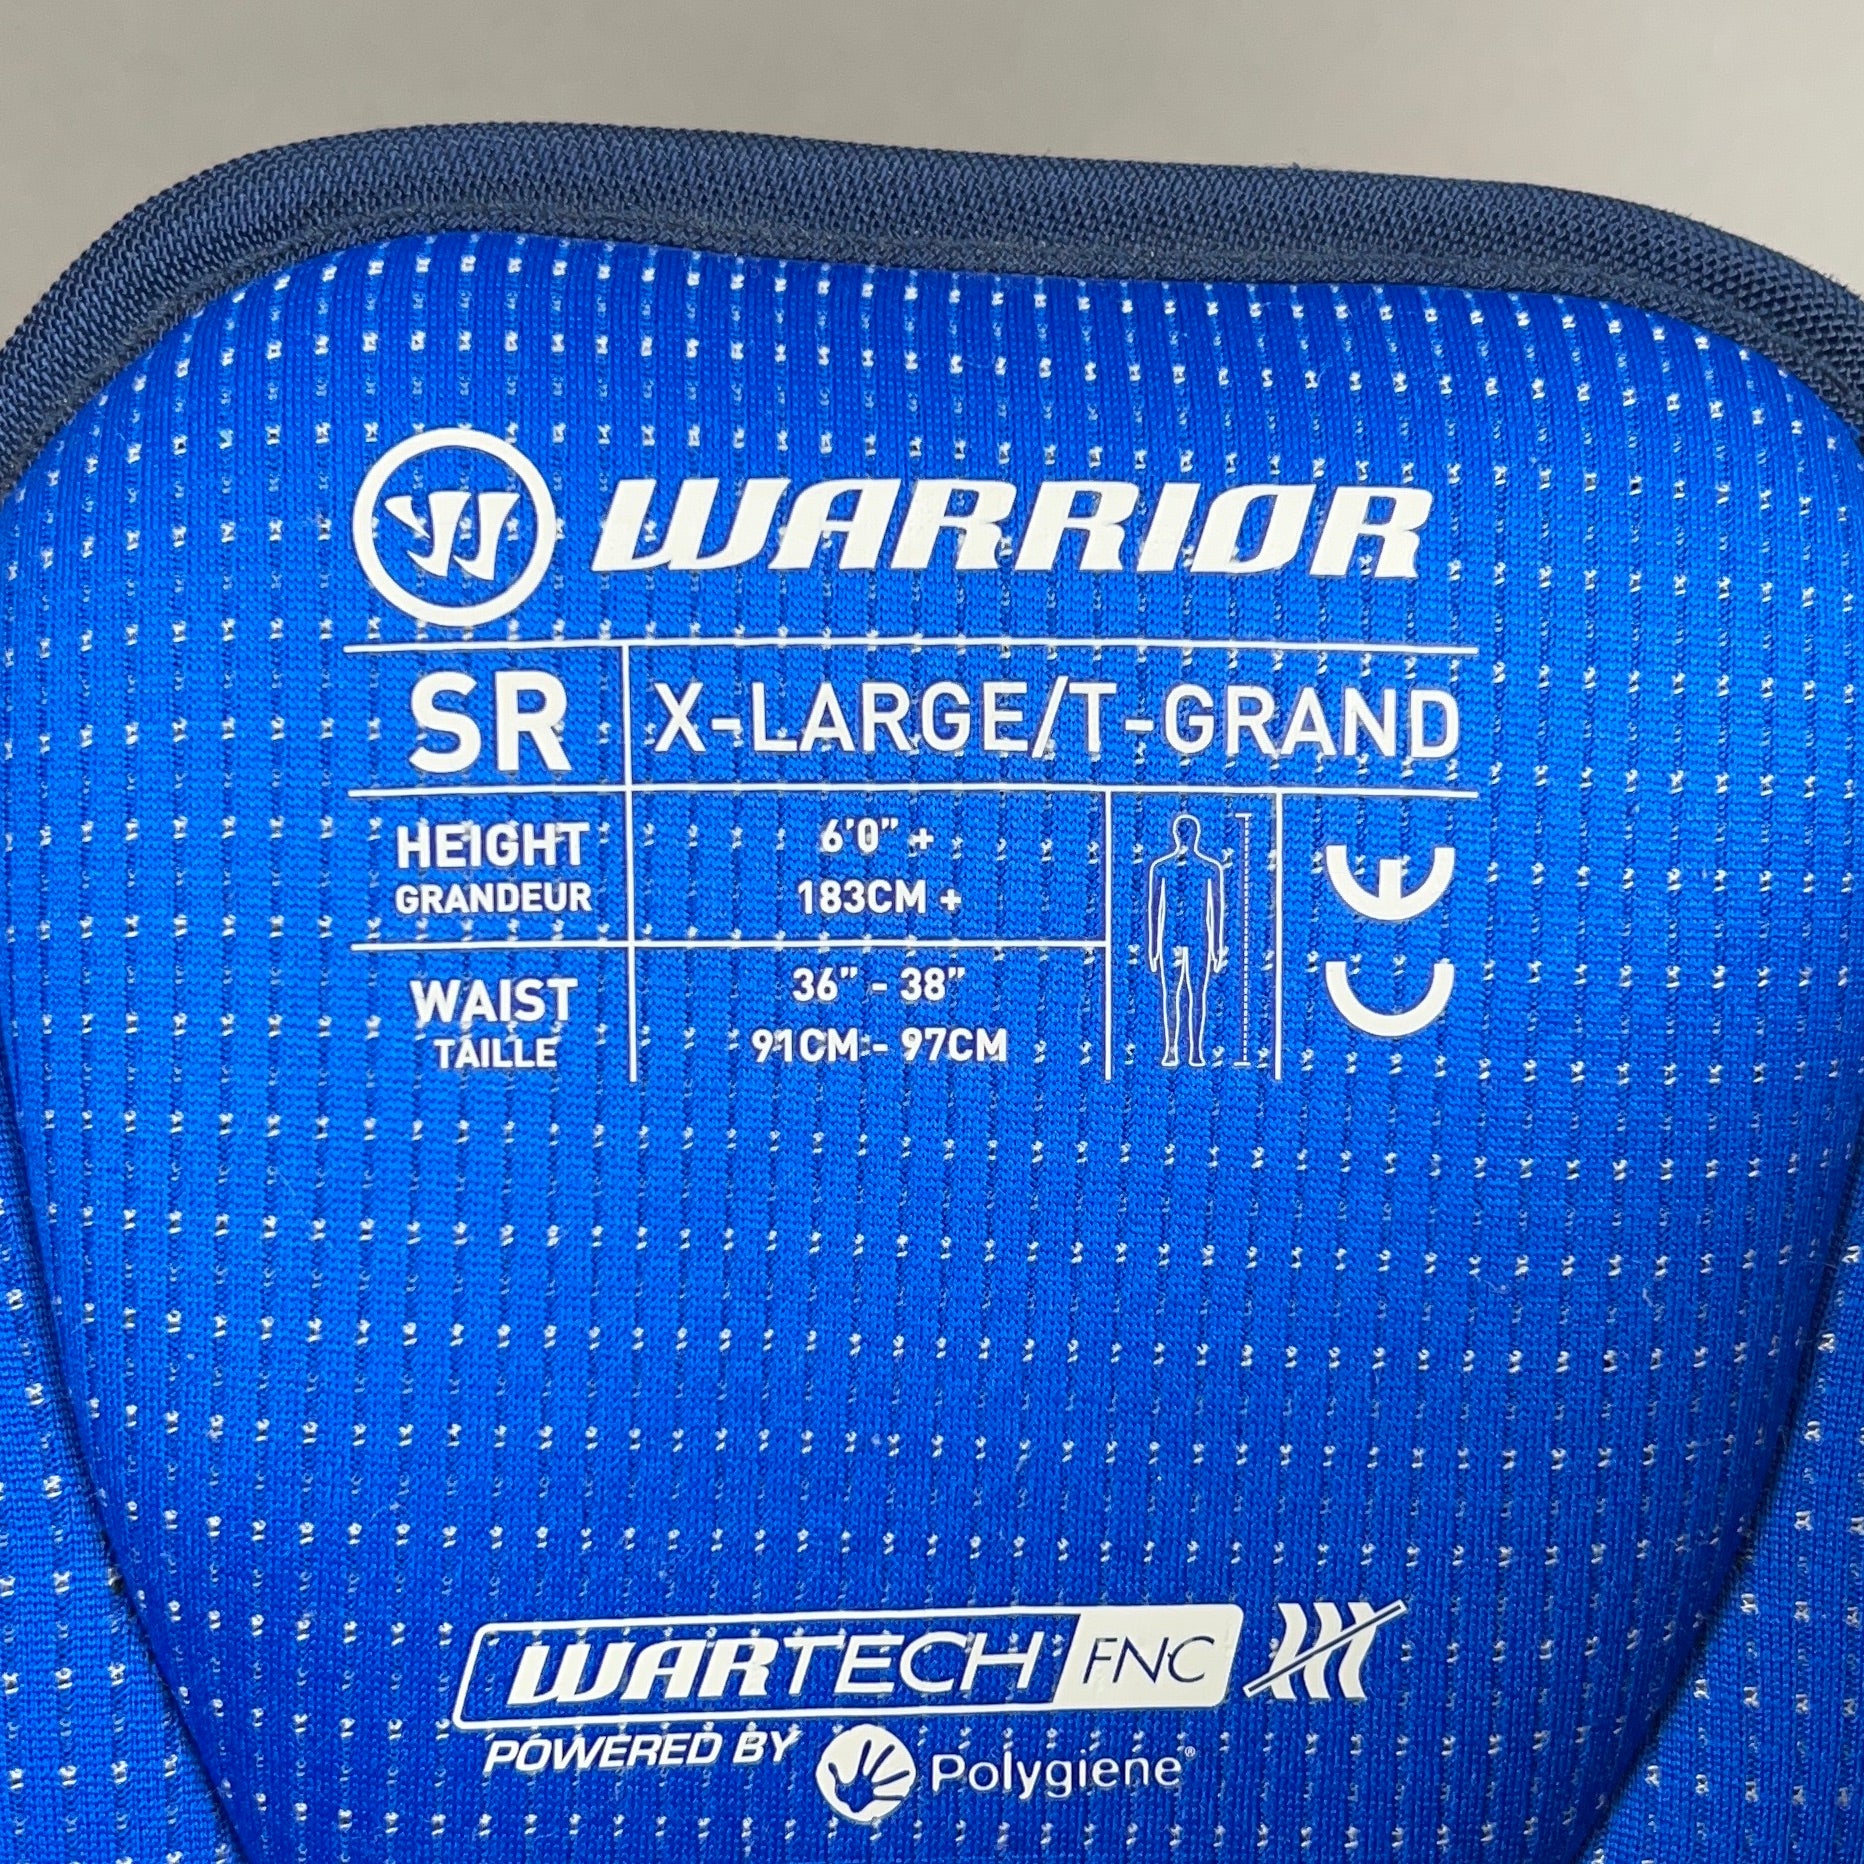 WARRIOR
SR X-LARGE/T-GRAND
HEIGHT 6'0" +
GRANDEUR 183CM +
WAIST 36" - 38"
TAILLE 91CM - 97CM
CE
WARTECH FNC
POWERED BY Polygiene®